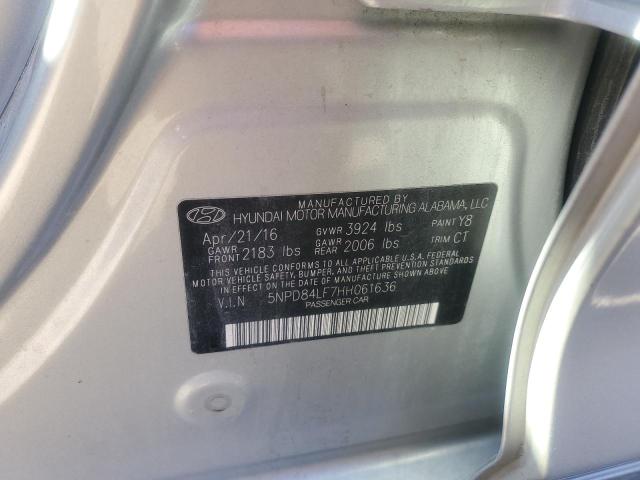 MANUFACTURED BY
HYUNDAI MOTOR MANUFACTURING ALABAMA, LLC
Apr/21/16 GVWR 3924 lbs PAINT Y8
GAWR FRONT 2183 lbs GAWR REAR 2006 lbs TRIM CT
THIS VEHICLE CONFORMS TO ALL APPLICABLE U.S.A. FEDERAL
MOTOR VEHICLE SAFETY, BUMPER, AND THEFT PREVENTION
STANDARDS IN EFFECT ON THE DATE OF MANUFACTURE SHOWN ABOVE.
V.I.N 5NPD84LF7HH061636
PASSENGER CAR